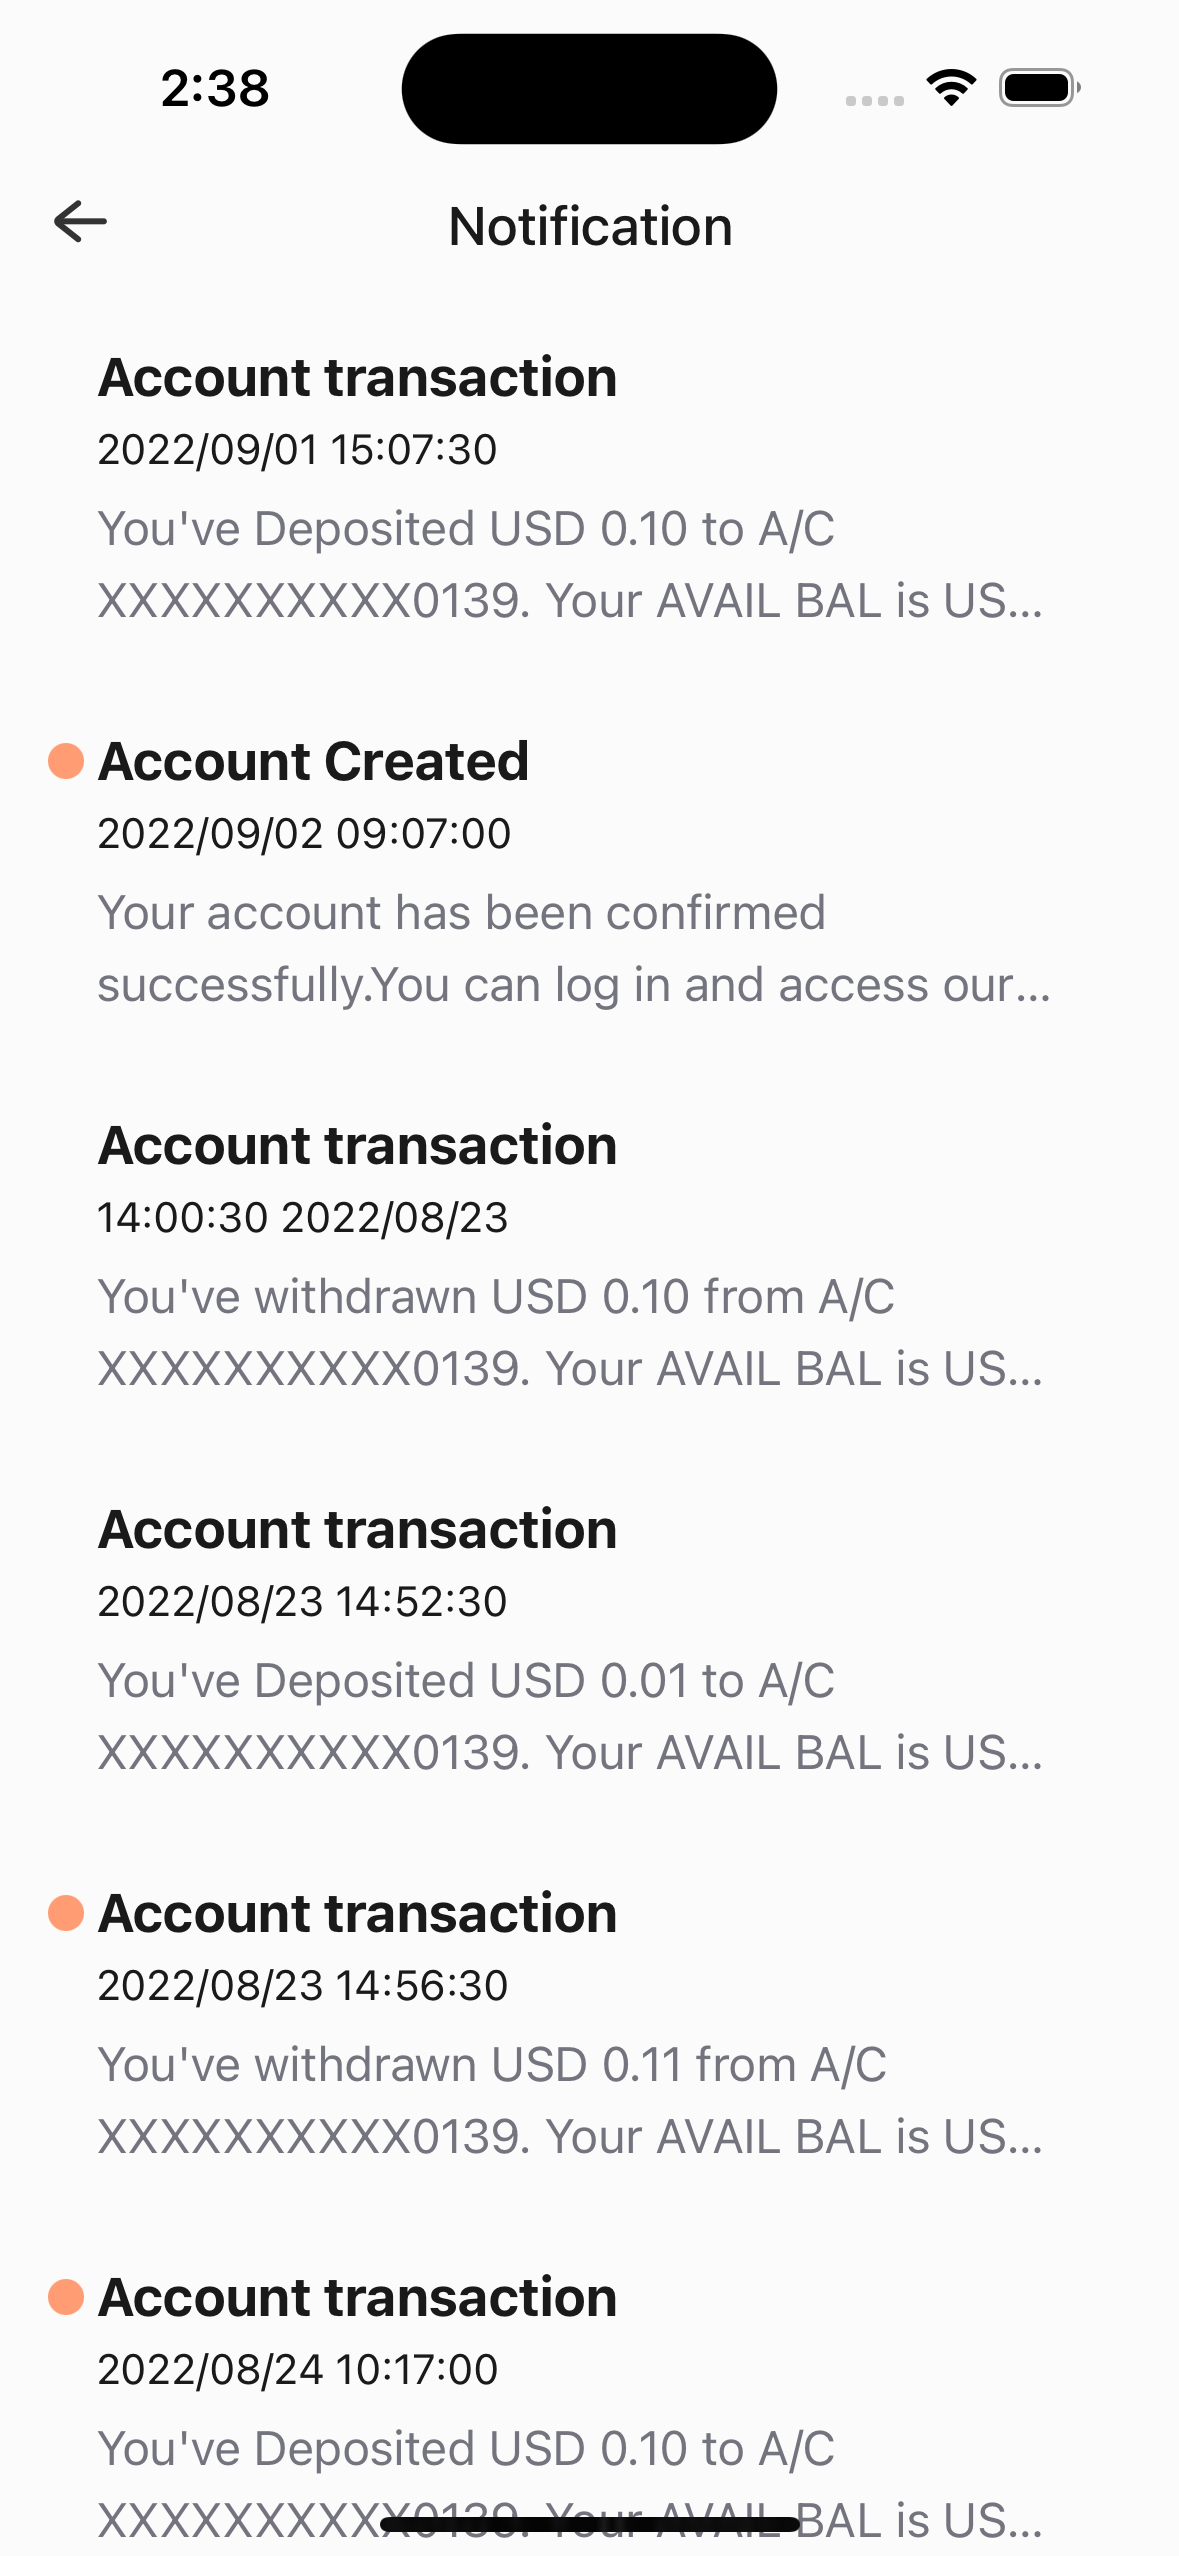 2:38
Notification
Account transaction
2022/09/01 15:07:30
You've Deposited USD 0.10 to A/C
XXXXXXXXXX0139. Your AVAIL BAL is US...
Account Created
2022/09/02 09:07:00
Your account has been confirmed
successfully.You can log in and access our...
Account transaction
14:00:30 2022/08/23
You've withdrawn USD 0.10 from A/C
XXXXXXXXXX0139. Your AVAIL BAL is US...
Account transaction
2022/08/23 14:52:30
You've Deposited USD 0.01 to A/C
XXXXXXXXXX0139. Your AVAIL BAL is US...
Account transaction
2022/08/23 14:56:30
You've withdrawn USD 0.11 from A/C
XXXXXXXXXX0139. Your AVAIL BAL is US...
Account transaction
2022/08/24 10:17:00
You've Deposited USD 0.10 to A/C
XXXXXXXXXX0139. Your AVAIL BAL is US...